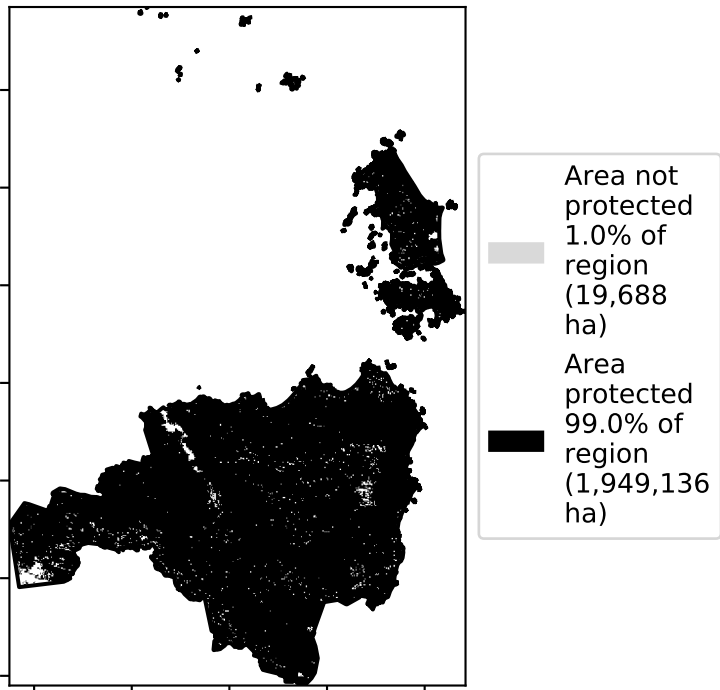 Area not
protected
1.0% of
region
(19,688
ha)
Area
protected
99.0% of
region
(1,949,136
ha)